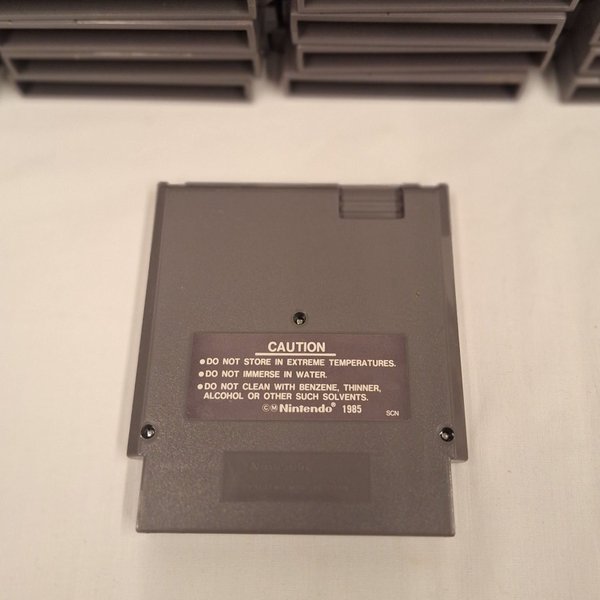 CAUTION
●DO NOT STORE IN EXTREME TEMPERATURES.
●DO NOT IMMERSE IN WATER.
●DO NOT CLEAN WITH BENZENE, THINNER,
ALCOHOL OR OTHER SUCH SOLVENTS.
©M Nintendo® 1985
SCN
Nintendo